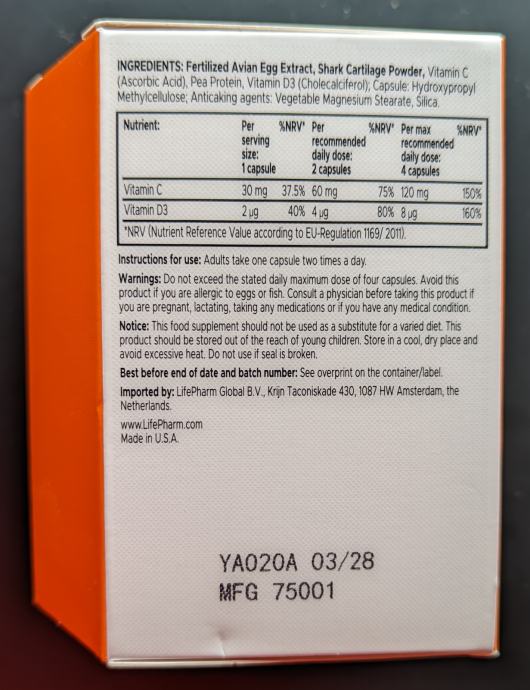 INGREDIENTS: Fertilized Avian Egg Extract, Shark Cartilage Powder, Vitamin C
(Ascorbic Acid), Pea Protein, Vitamin D3 (Cholecalciferol); Capsule: Hydroxypropyl
Methylcellulose; Anticaking agents: Vegetable Magnesium Stearate, Silica.
Nutrient: Per serving size: 1 capsule %NRV* Per recommended daily dose: 2 capsules %NRV* Per max recommended daily dose: 4 capsules %NRV*
Vitamin C 30 mg 37.5% 60 mg 75% 120 mg 150%
Vitamin D3 2 µg 40% 4 µg 80% 8 µg 160%
*NRV (Nutrient Reference Value according to EU-Regulation 1169/ 2011).
Instructions for use: Adults take one capsule two times a day.
Warnings: Do not exceed the stated daily maximum dose of four capsules. Avoid this
product if you are allergic to eggs or fish. Consult a physician before taking this product if
you are pregnant, lactating, taking any medications or if you have any medical condition.
Notice: This food supplement should not be used as a substitute for a varied diet. This
product should be stored out of the reach of young children. Store in a cool, dry place and
avoid excessive heat. Do not use if seal is broken.
Best before end of date and batch number: See overprint on the container/label.
Imported by: LifePharm Global B.V., Krijn Taconiskade 430, 1087 HW Amsterdam, the
Netherlands.
www.LifePharm.com
Made in U.S.A.
YA020A 03/28
MFG 75001